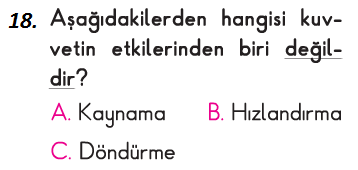 18. Aşağıdakilerden hangisi kuv-
vetin etkilerinden biri değil-
dir?
A. Kaynama B. Hızlandırma
C. Döndürme